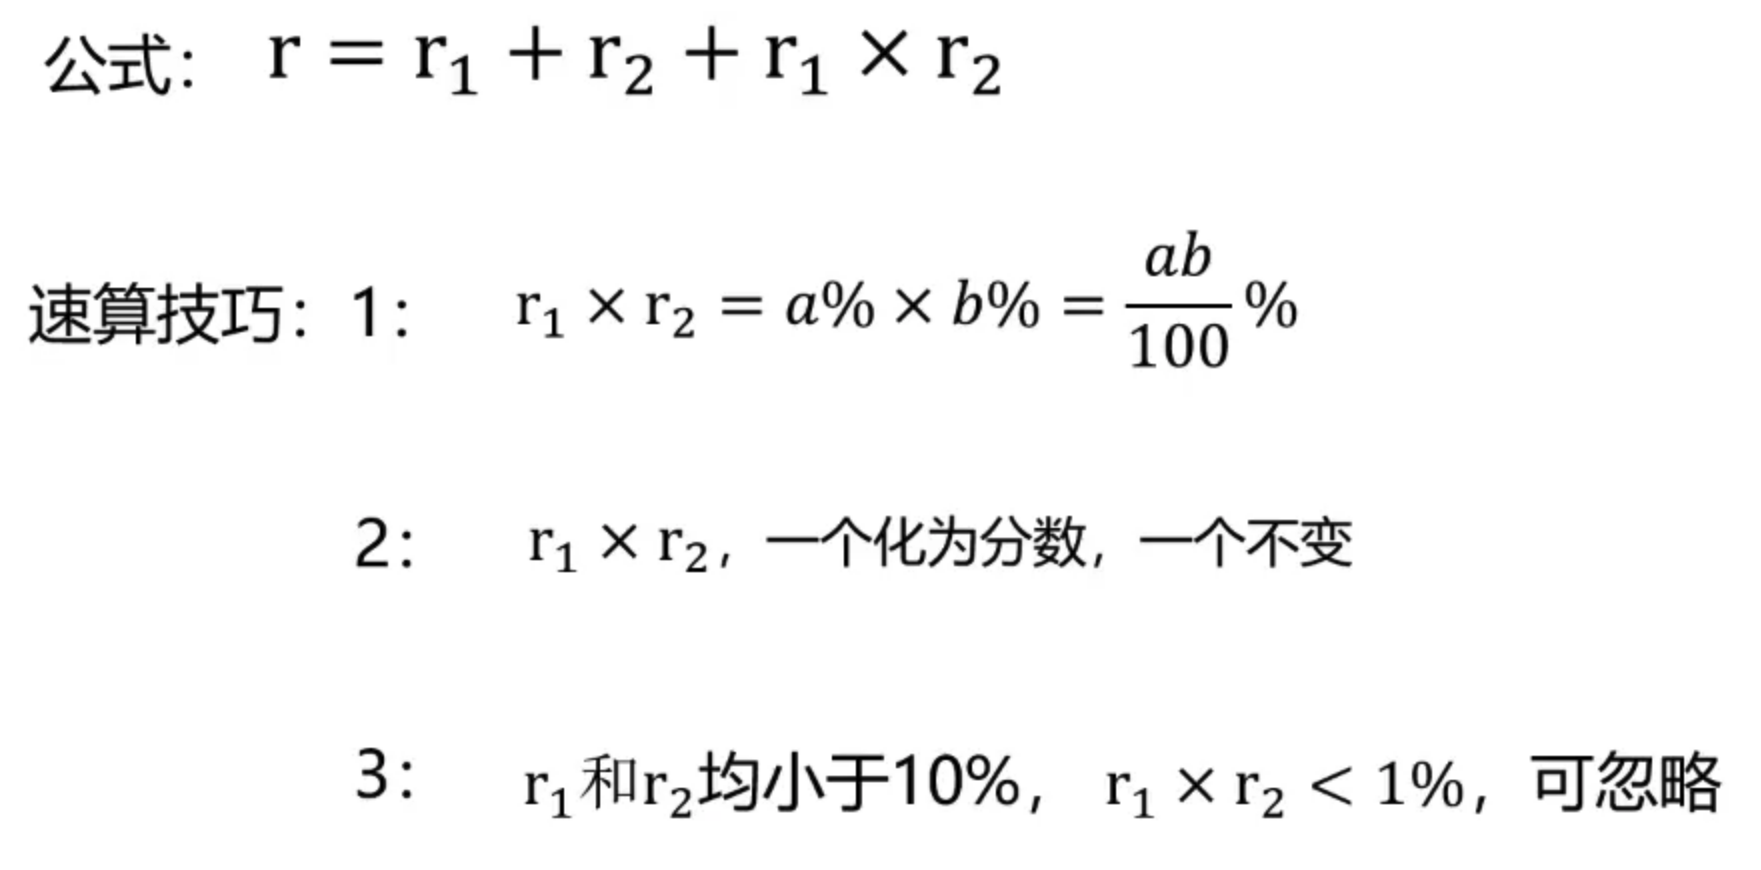 公式： r = r₁ + r₂ + r₁ × r₂
速算技巧：1： r₁ × r₂ = a% × b% = ab/100 %
2： r₁ × r₂，一个化为分数，一个不变
3： r₁和r₂均小于10%， r₁ × r₂ < 1%，可忽略